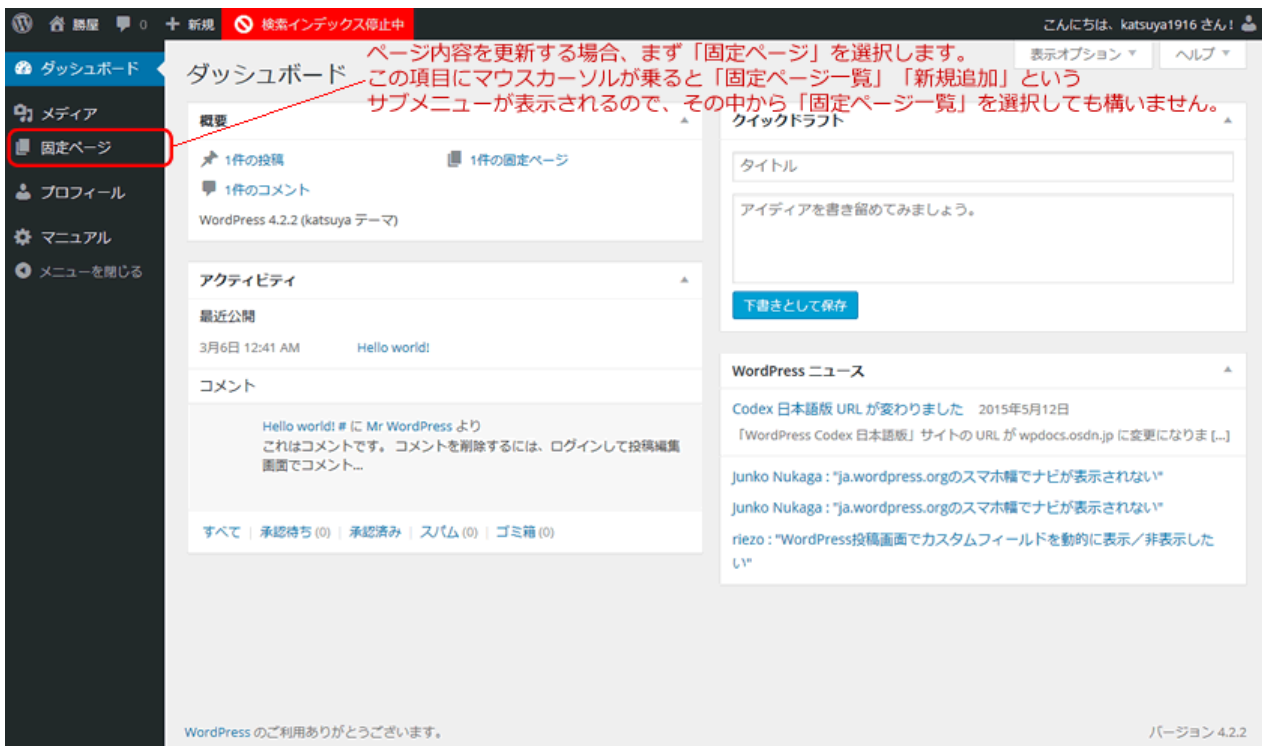 勝屋 0 新規 検索インデックス停止中 こんにちは、katsuya1916 さん!
ページ内容を更新する場合、まず「固定ページ」を選択します。
この項目にマウスカーソルが乗ると「固定ページ一覧」「新規追加」という
サブメニューが表示されるので、その中から「固定ページ一覧」を選択しても構いません。
表示オプション ヘルプ
ダッシュボード
メディア
固定ページ
プロフィール
マニュアル
メニューを閉じる
ダッシュボード
概要
1件の投稿 1件の固定ページ
1件のコメント
WordPress 4.2.2 (katsuya テーマ)
アクティビティ
最近公開
3月6日 12:41 AM Hello world!
コメント
Hello world! # に Mr WordPress より
これはコメントです。 コメントを削除するには、ログインして投稿編集
画面でコメント...
すべて | 承認待ち (0) | 承認済み | スパム (0) | ゴミ箱 (0)
クイックドラフト
タイトル
アイディアを書き留めてみましょう。
下書きとして保存
WordPress ニュース
Codex 日本語版 URL が変わりました 2015年5月12日
「WordPress Codex 日本語版」サイトの URL が wpdocs.osdn.jp に変更になりま [...]
Junko Nukaga : "ja.wordpress.orgのスマホ幅でナビが表示されない"
Junko Nukaga : "ja.wordpress.orgのスマホ幅でナビが表示されない"
riezo : "WordPress投稿画面でカスタムフィールドを動的に表示／非表示した
い"
WordPress のご利用ありがとうございます。
バージョン 4.2.2